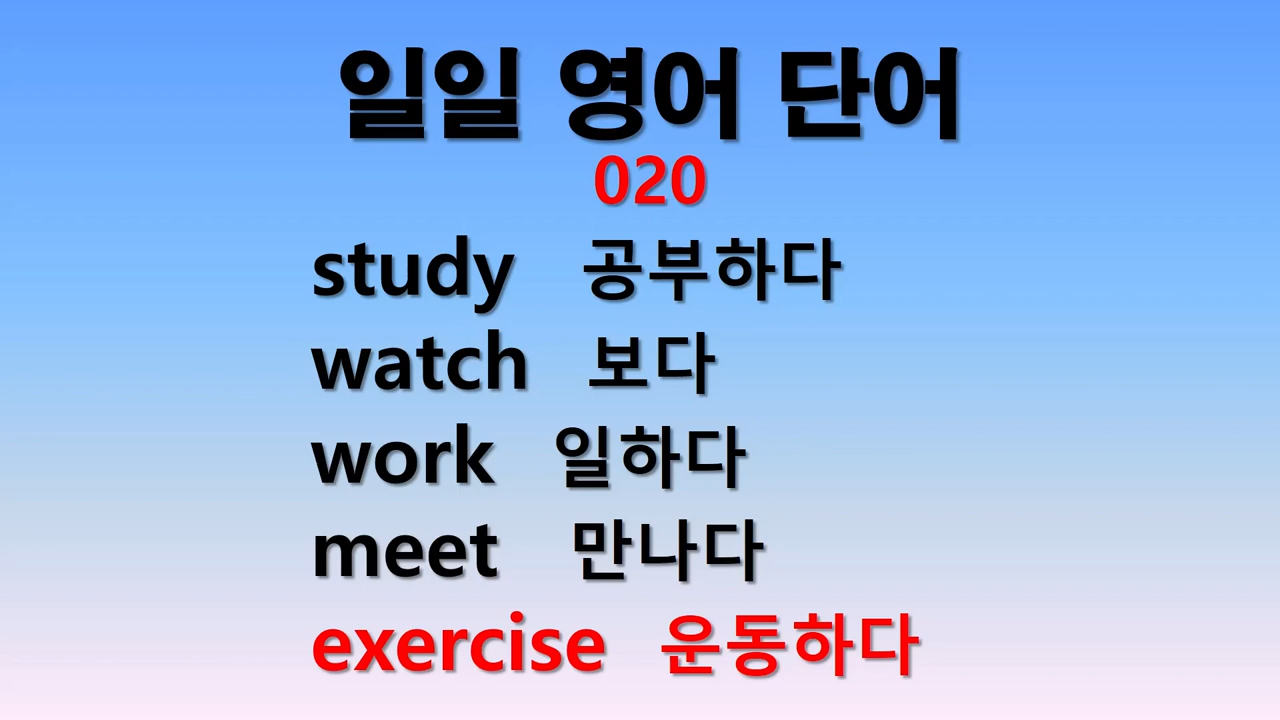 일일 영어 단어
020
study 공부하다
watch 보다
work 일하다
meet 만나다
exercise 운동하다